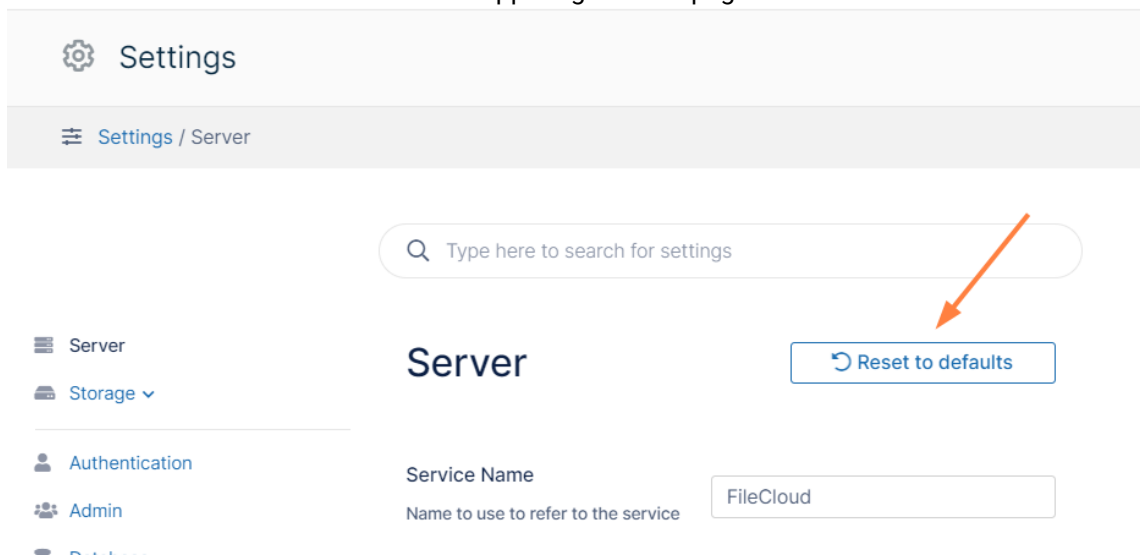 Settings
Settings / Server
Type here to search for settings
Server
Storage
Authentication
Admin
Server
Reset to defaults
Service Name
Name to use to refer to the service
FileCloud